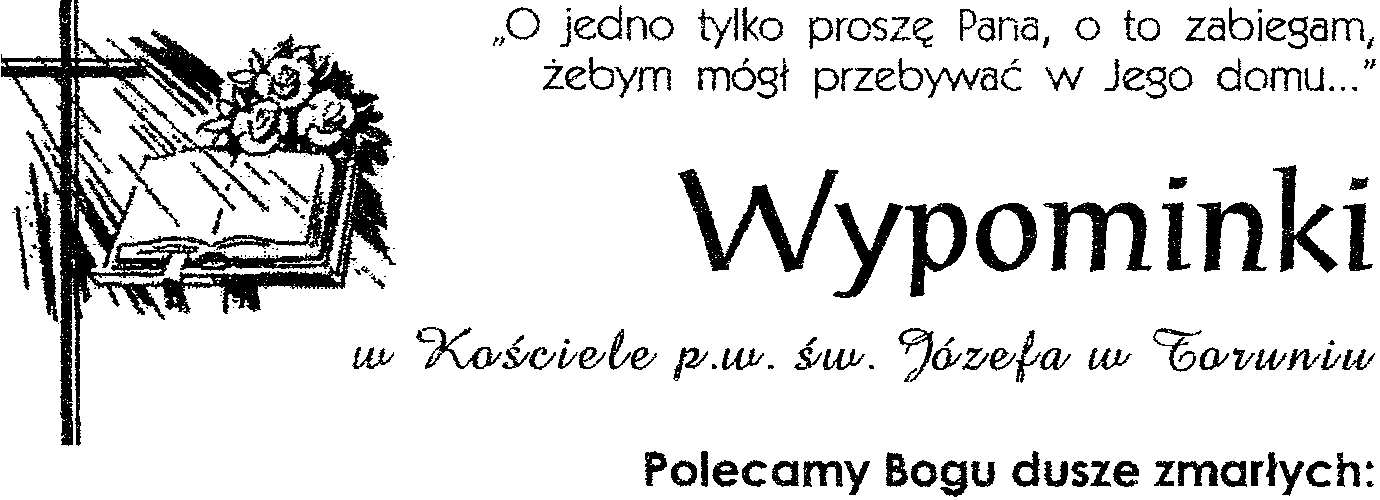 „O jedno tylko proszę Pana, o to zabiegam,
żebym mógł przebywać w Jego domu..."
Wypominki
w Kościele p.w. św. Józefa w Toruniu
Polecamy Bogu dusze zmarłych: